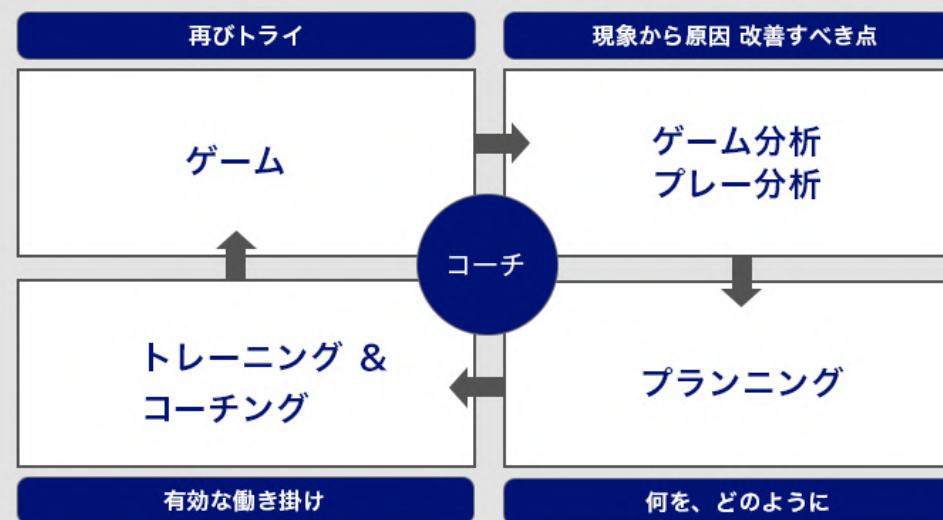 再びトライ
現象から原因 改善すべき点
ゲーム
ゲーム分析
プレー分析
コーチ
トレーニング &
コーチング
プランニング
有効な働き掛け
何を、どのように